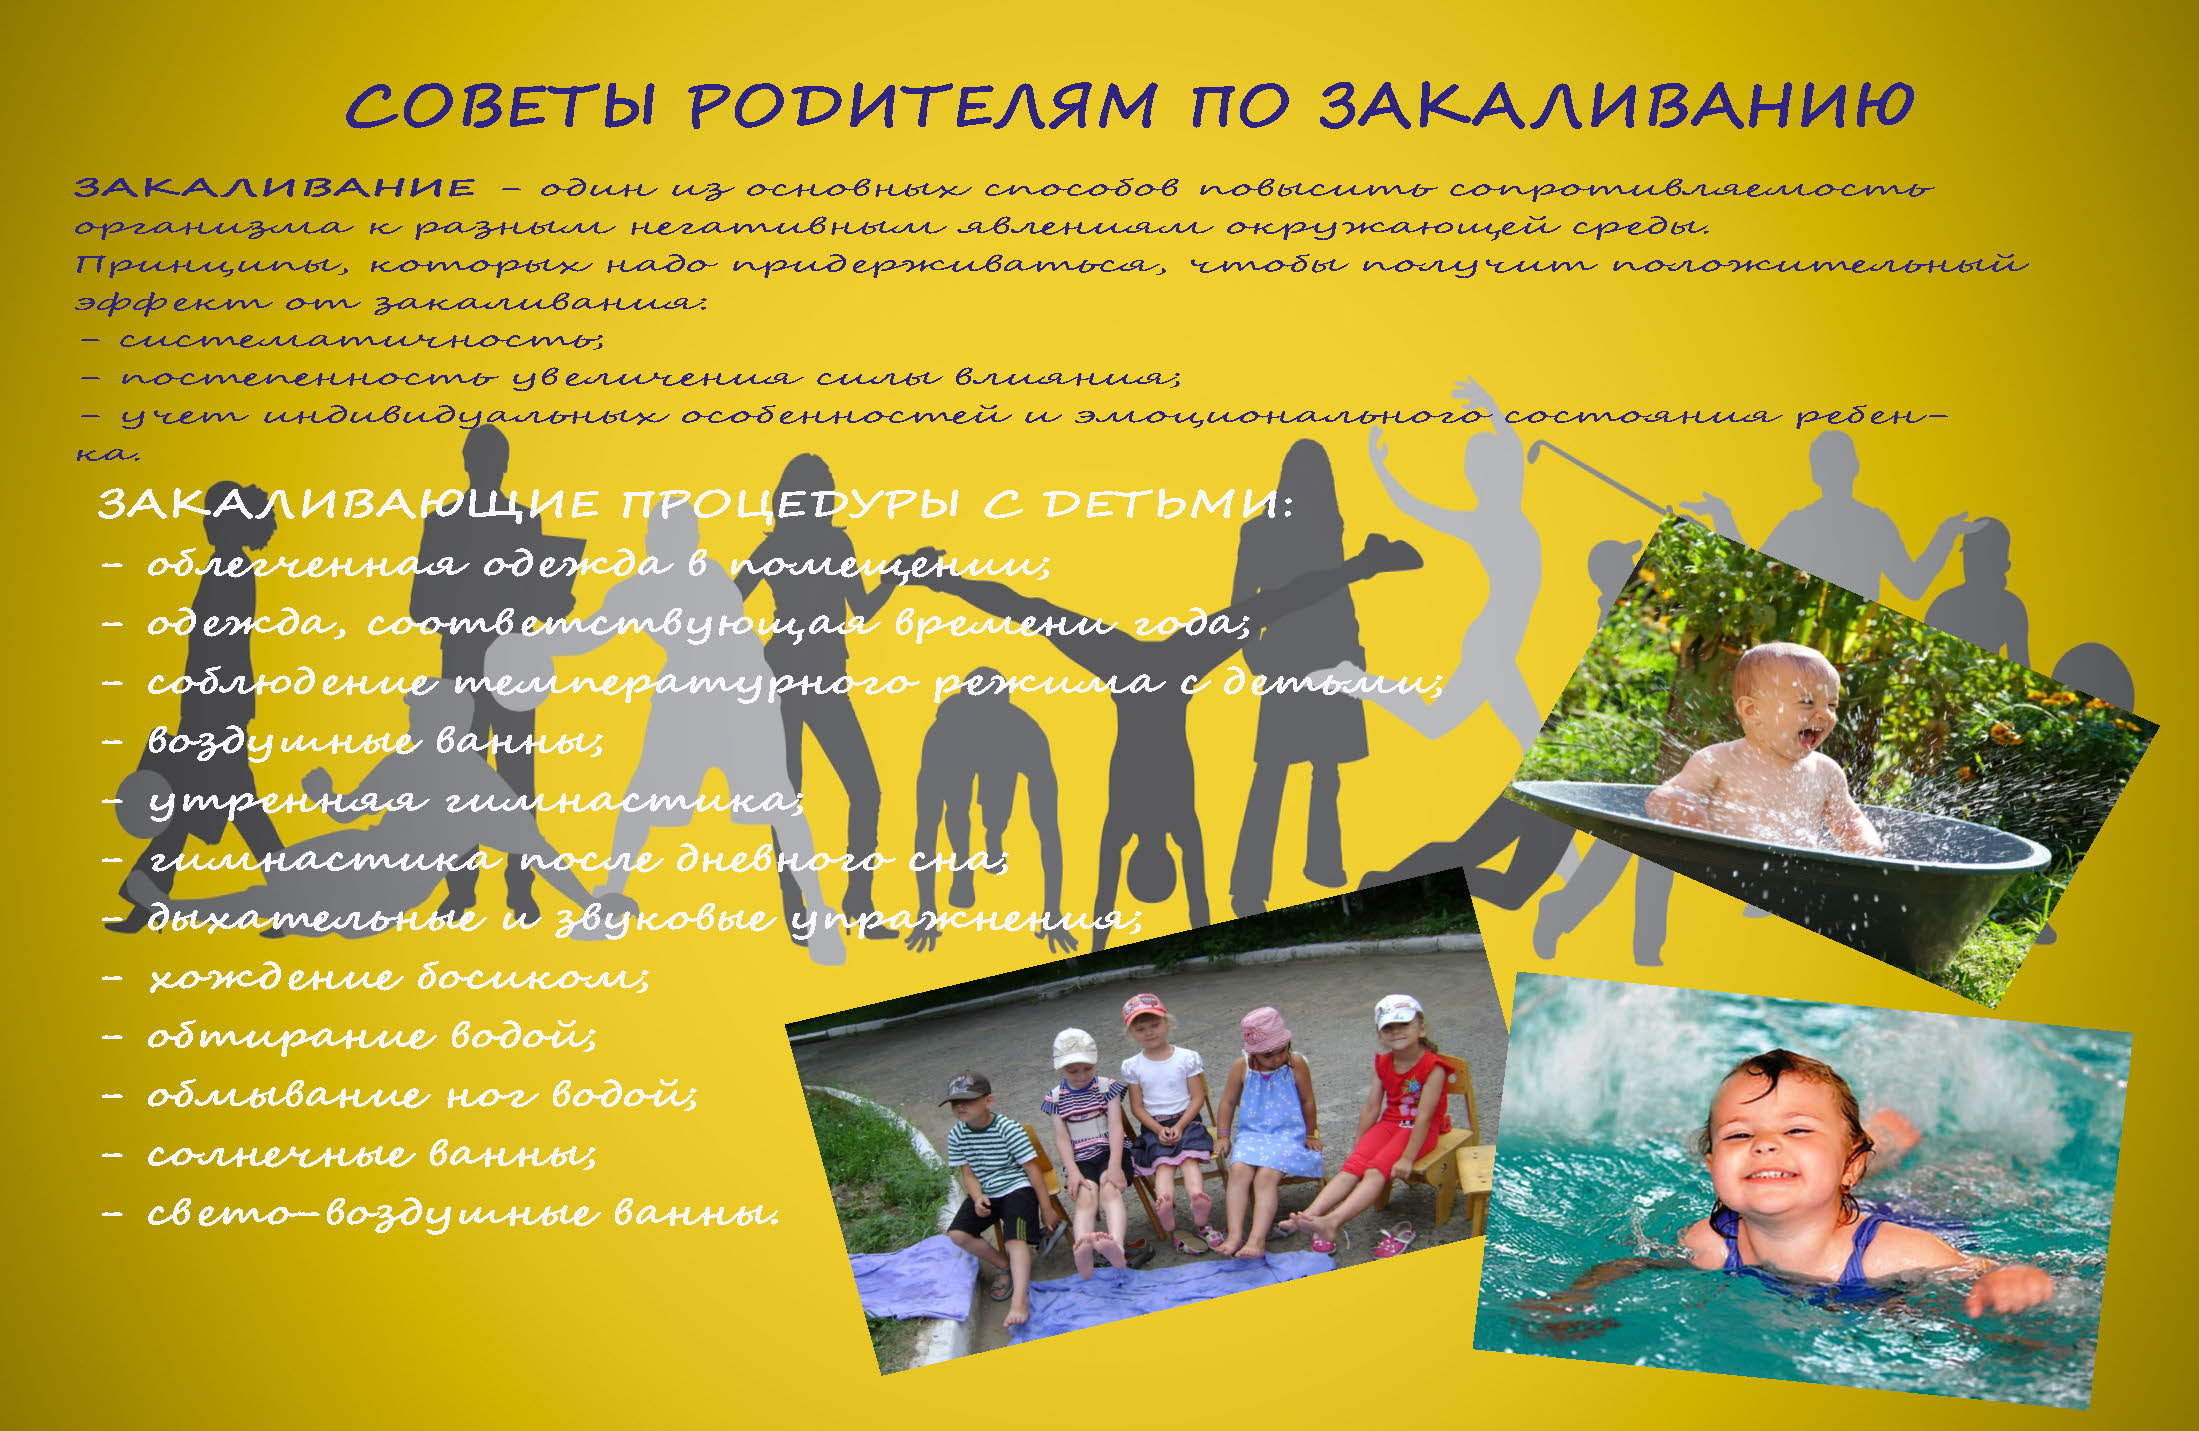 СОВЕТЫ РОДИТЕЛЯМ ПО ЗАКАЛИВАНИЮ
ЗАКАЛИВАНИЕ - один из основных способов повысить сопротивляемость
организма к разным негативным явлениям окружающей среды.
Принципы, которых надо придерживаться, чтобы получит положительный
эффект от закаливания:
- систематичность;
- постепенность увеличения силы влияния;
- учет индивидуальных особенностей и эмоционального состояния ребен-
ка.
ЗАКАЛИВАЮЩИЕ ПРОЦЕДУРЫ С ДЕТЬМИ:
- облегченная одежда в помещении;
- одежда, соответствующая времени года;
- соблюдение температурного режима с детьми;
- воздушные ванны;
- утренняя гимнастика;
- гимнастика после дневного сна;
- дыхательные и звуковые упражнения;
- хождение босиком;
- обтирание водой;
- обмывание ног водой;
- солнечные ванны;
- свето-воздушные ванны.